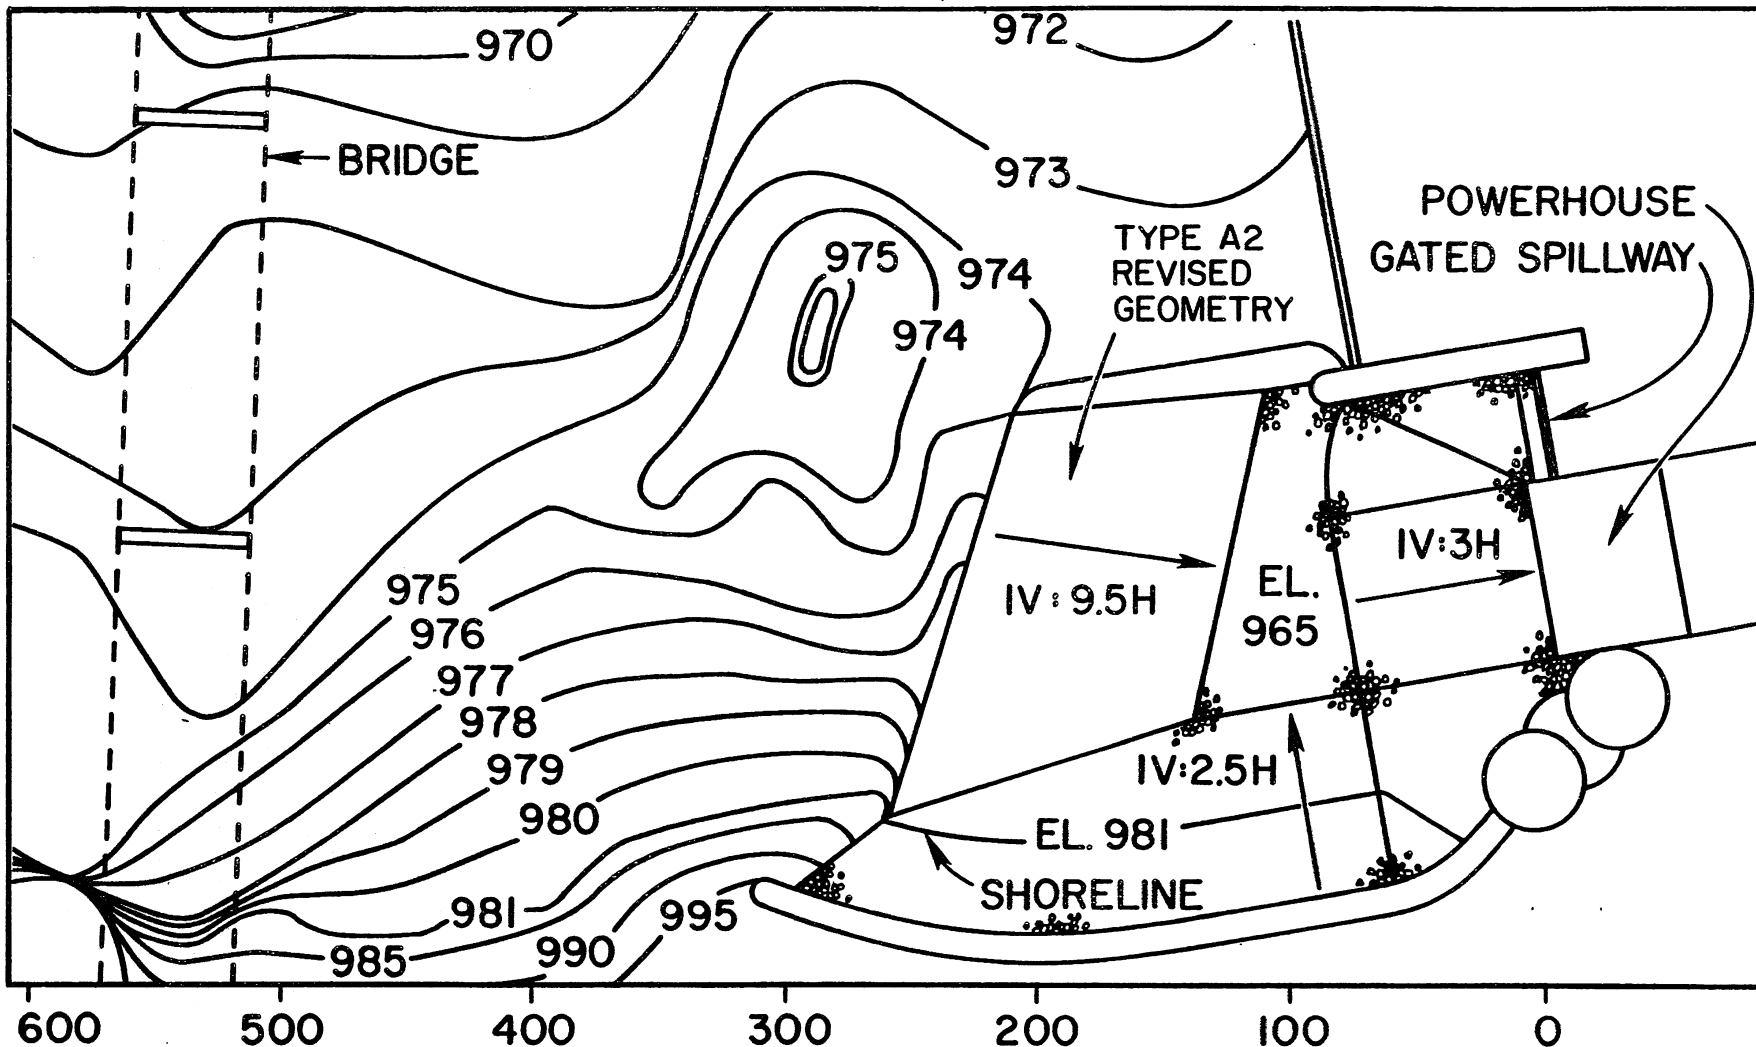 970
972
BRIDGE
973
POWERHOUSE
GATED SPILLWAY
TYPE A2
REVISED
GEOMETRY
975
974
974
IV:3H
975
IV:9.5H
EL.
965
976
977
978
979
IV:2.5H
980
EL. 981
SHORELINE
981
995
985
990
600
500
400
300
200
100
0